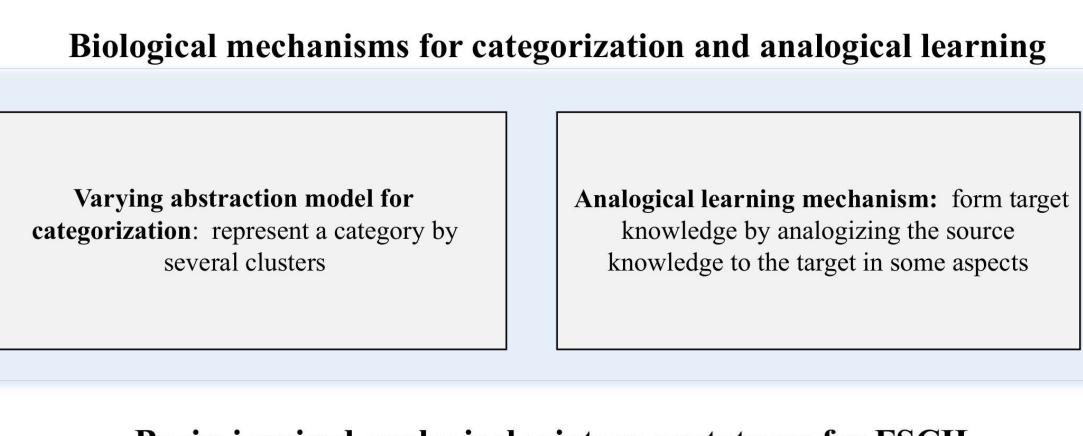 Biological mechanisms for categorization and analogical learning
Varying abstraction model for
categorization: represent a category by
several clusters
Analogical learning mechanism: form target
knowledge by analogizing the source
knowledge to the target in some aspects